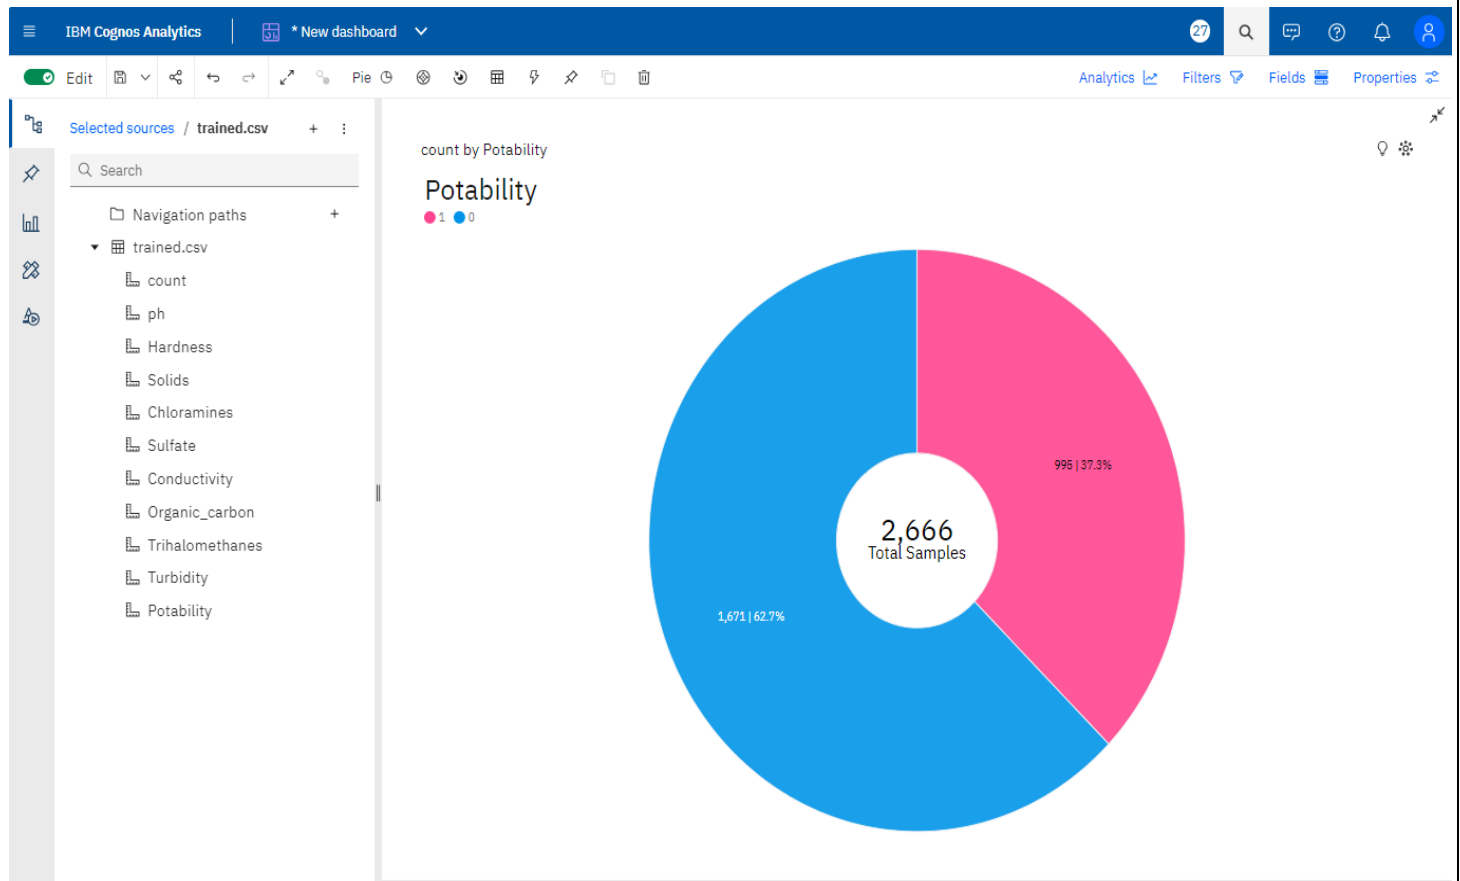 IBM Cognos Analytics
* New dashboard
27
Edit
Pie
Analytics
Filters
Fields
Properties
Selected sources / trained.csv
Search
Navigation paths
trained.csv
count
ph
Hardness
Solids
Chloramines
Sulfate
Conductivity
Organic_carbon
Trihalomethanes
Turbidity
Potability
count by Potability
Potability
1 0
995 | 37.3%
2,666
Total Samples
1,671 | 62.7%